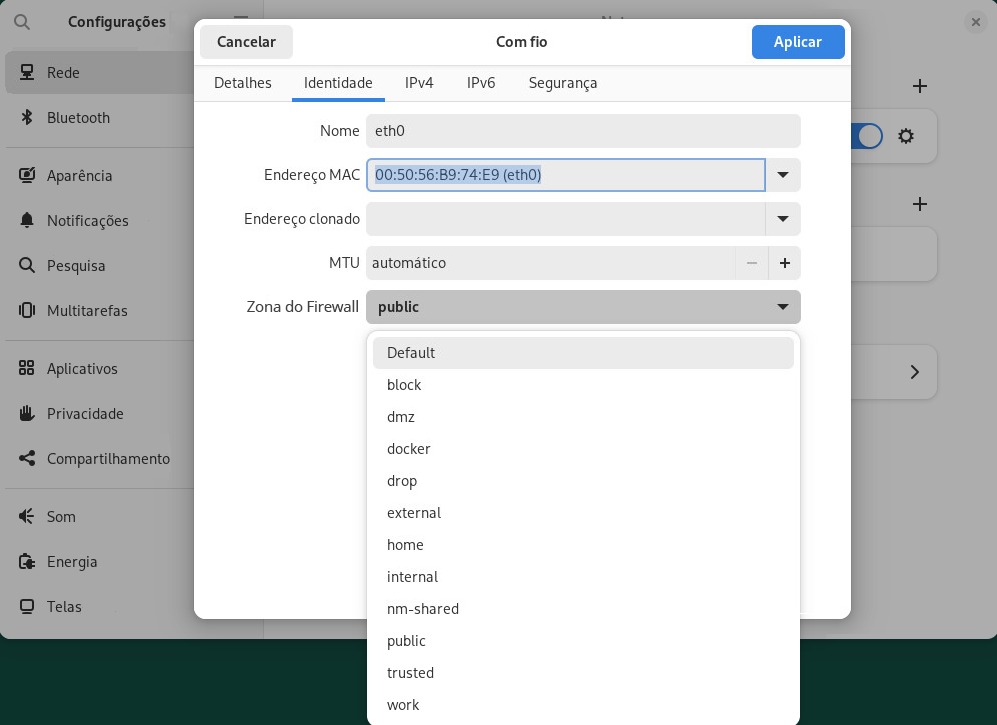 Configurações
Rede
Bluetooth
Aparência
Notificações
Pesquisa
Multitarefas
Aplicativos
Privacidade
Compartilhamento
Som
Energia
Telas
Cancelar
Com fio
Aplicar
Detalhes
Identidade
IPv4
IPv6
Segurança
Nome
eth0
Endereço MAC
00:50:56:B9:74:E9 (eth0)
Endereço clonado
MTU
automático
Zona do Firewall
public
Default
block
dmz
docker
drop
external
home
internal
nm-shared
public
trusted
work